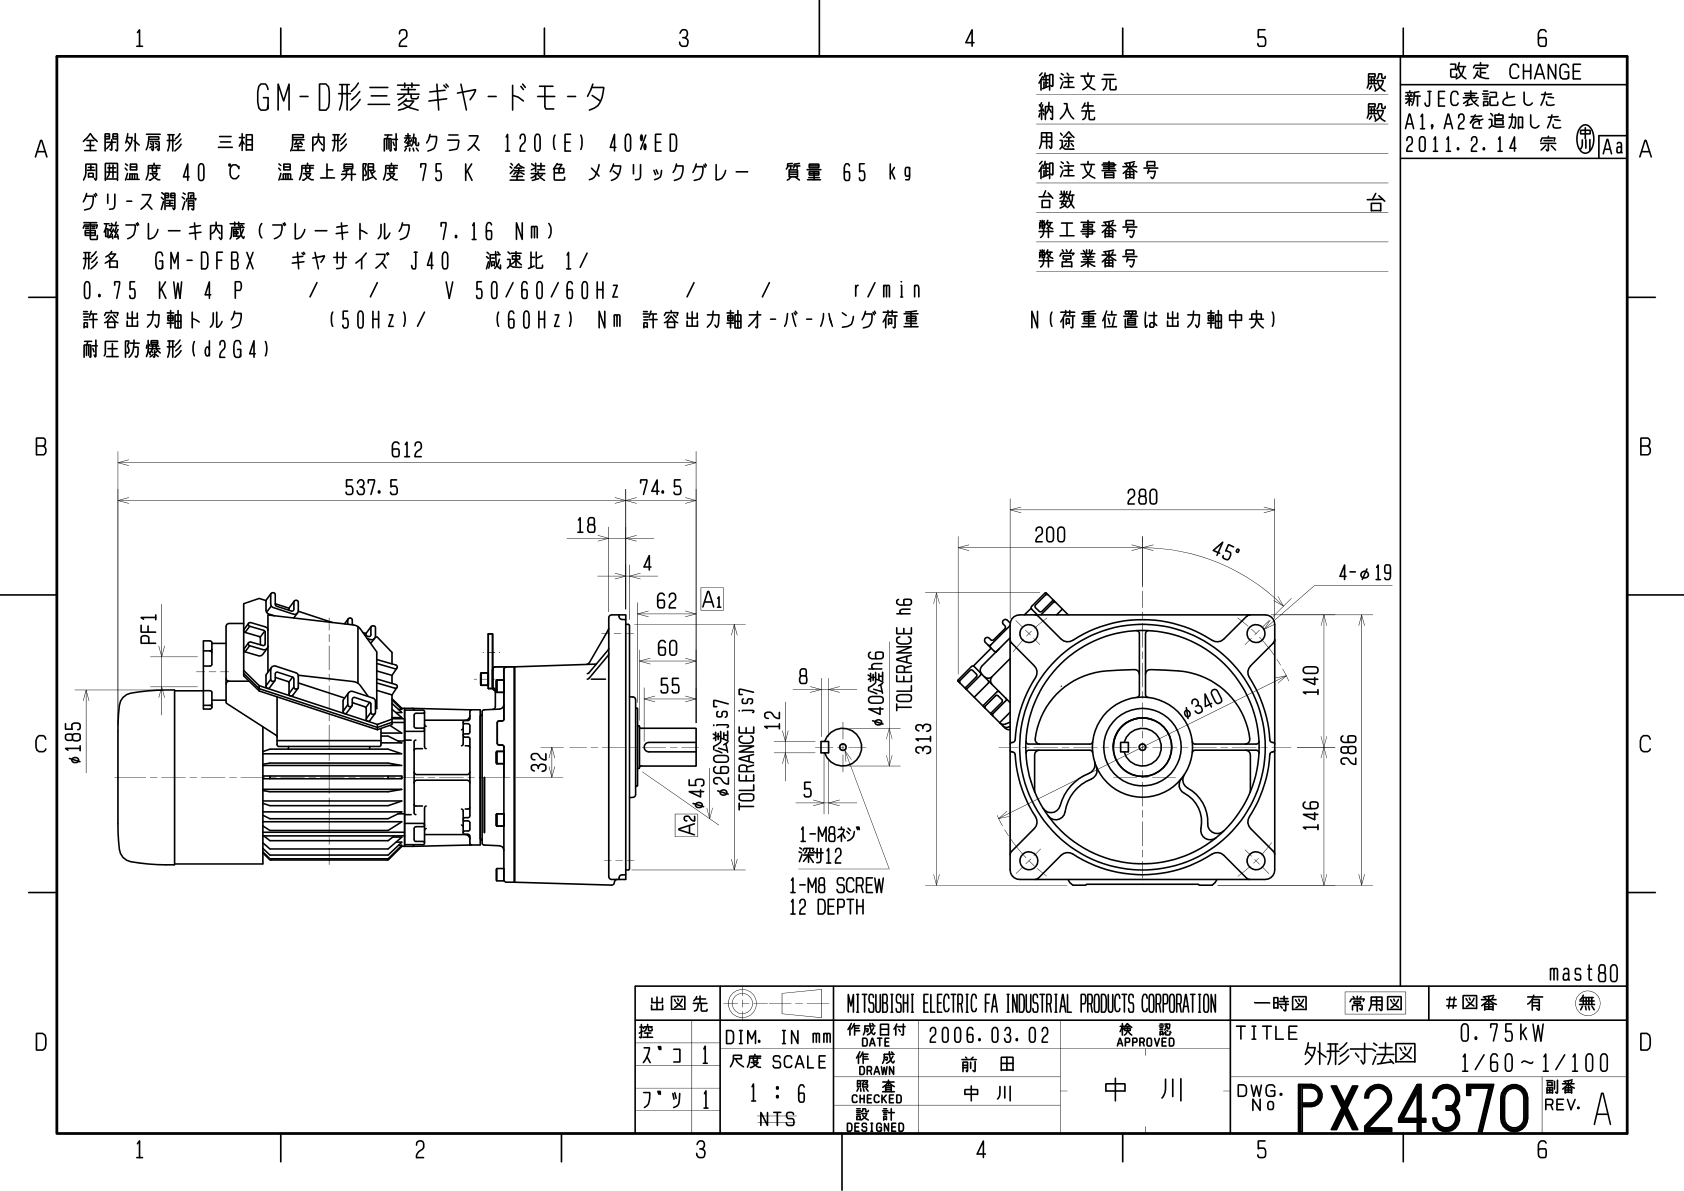 1 2 3 4 5 6
GM-D形三菱ギヤードモータ
全閉外扇形 三相 屋内形 耐熱クラス 120(E) 40%ED
周囲温度 40 ℃ 温度上昇限度 75 K 塗装色 メタリックグレー 質量 65 kg
グリース潤滑
電磁ブレーキ内蔵(ブレーキトルク 7.16 Nm)
形名 GM-DFBX ギヤサイズ J40 減速比 1/
0.75 KW 4 P / / V 50/60/60Hz / / r/min
許容出力軸トルク (50Hz)/ (60Hz) Nm 許容出力軸オーバーハング荷重 N(荷重位置は出力軸中央)
耐圧防爆形(d2G4)
御注文元 殿
納入先 殿
用途
御注文書番号
台数 台
弊工事番号
弊営業番号
改定 CHANGE
新JEC表記とした
A1,A2を追加した
2011.2.14 宗 Aa
A A
B B
C C
D D
612
537.5 74.5
18
4
62 A1
60
55
PF1
φ185
32
φ45
A2
φ260公差js7
TOLERANCE js7
8
12
5
φ40公差h6
TOLERANCE h6
1-M8ネジ
深サ12
1-M8 SCREW
12 DEPTH
280
200
45°
4-φ19
313
φ340
140
146
286
mast80
出図先
控
ズコ 1
ブツ 1
DIM. IN mm
尺度 SCALE
1 : 6
NTS
MITSUBISHI ELECTRIC FA INDUSTRIAL PRODUCTS CORPORATION
作成日付 DATE 2006.03.02
作成 DRAWN 前田
照査 CHECKED 中川
設計 DESIGNED
検認 APPROVED
中川
一時図 常用図 #図番 有 無
TITLE 0.75kW
外形寸法図 1/60~1/100
DWG. No PX24370 副番 REV. A
1 2 3 4 5 6